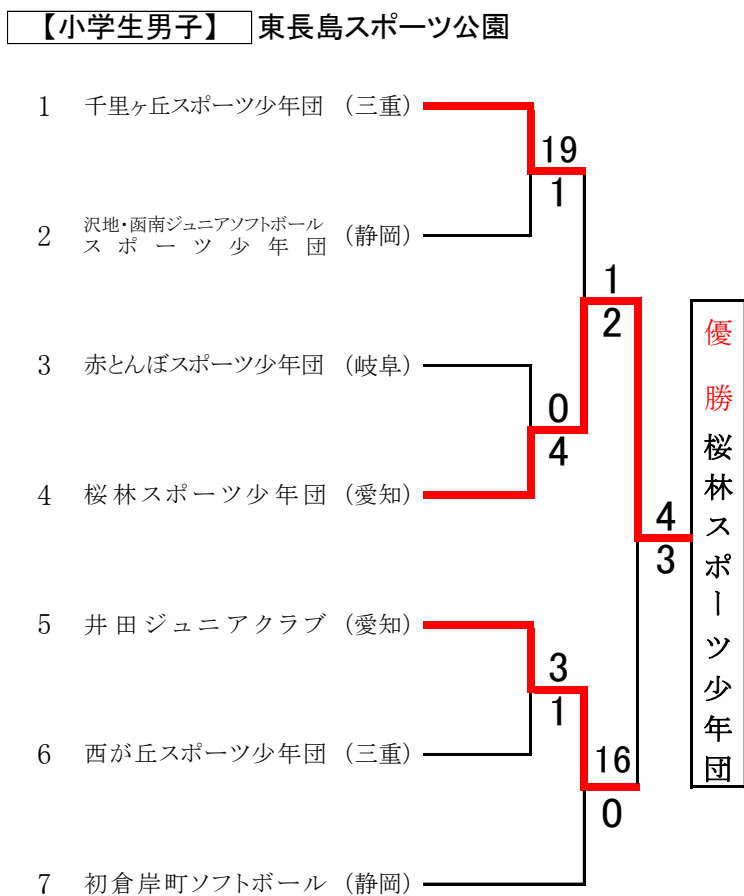 【小学生男子】 東長島スポーツ公園
1 千里ヶ丘スポーツ少年団 (三重)
19
1
2 沢地・函南ジュニアソフトボール
スポーツ少年団 (静岡)
1
2
3 赤とんぼスポーツ少年団 (岐阜)
0
4
4 桜林スポーツ少年団 (愛知)
4
3
優勝 桜林スポーツ少年団
5 井田ジュニアクラブ (愛知)
3
1
6 西が丘スポーツ少年団 (三重)
16
0
7 初倉岸町ソフトボール (静岡)